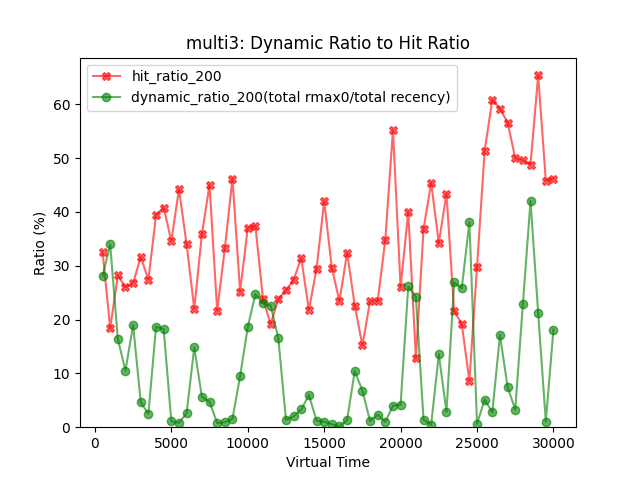 multi3: Dynamic Ratio to Hit Ratio
hit_ratio_200
dynamic_ratio_200(total rmax0/total recency)
Ratio (%)
60
50
40
30
20
10
0
0 5000 10000 15000 20000 25000 30000
Virtual Time